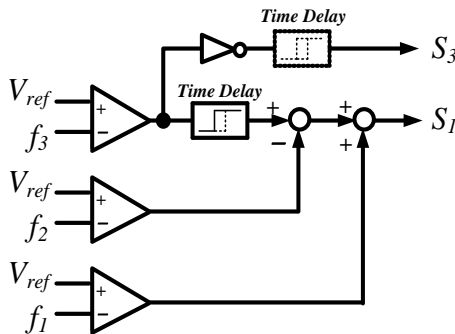 Time Delay
S3
Vref
+
f3
−
Time Delay
+
−
+
+
S1
Vref
+
f2
−
Vref
+
f1
−